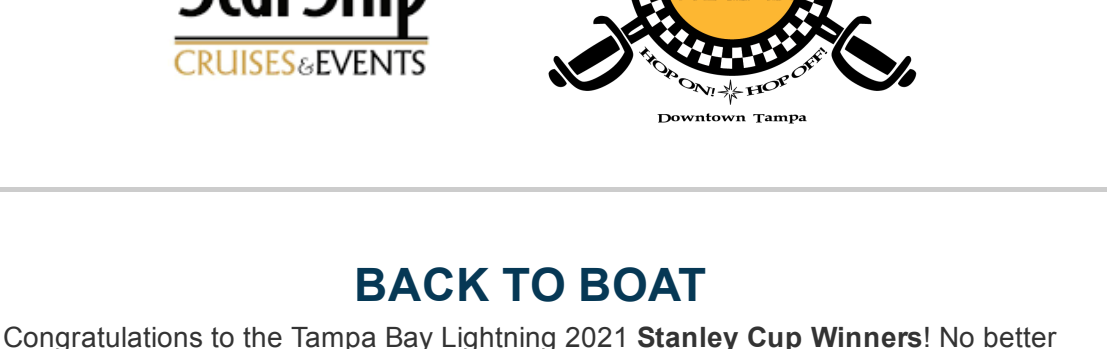 StarShip
CRUISES&EVENTS
HOP ON! HOP OFF!
Downtown Tampa
BACK TO BOAT
Congratulations to the Tampa Bay Lightning 2021 Stanley Cup Winners! No better